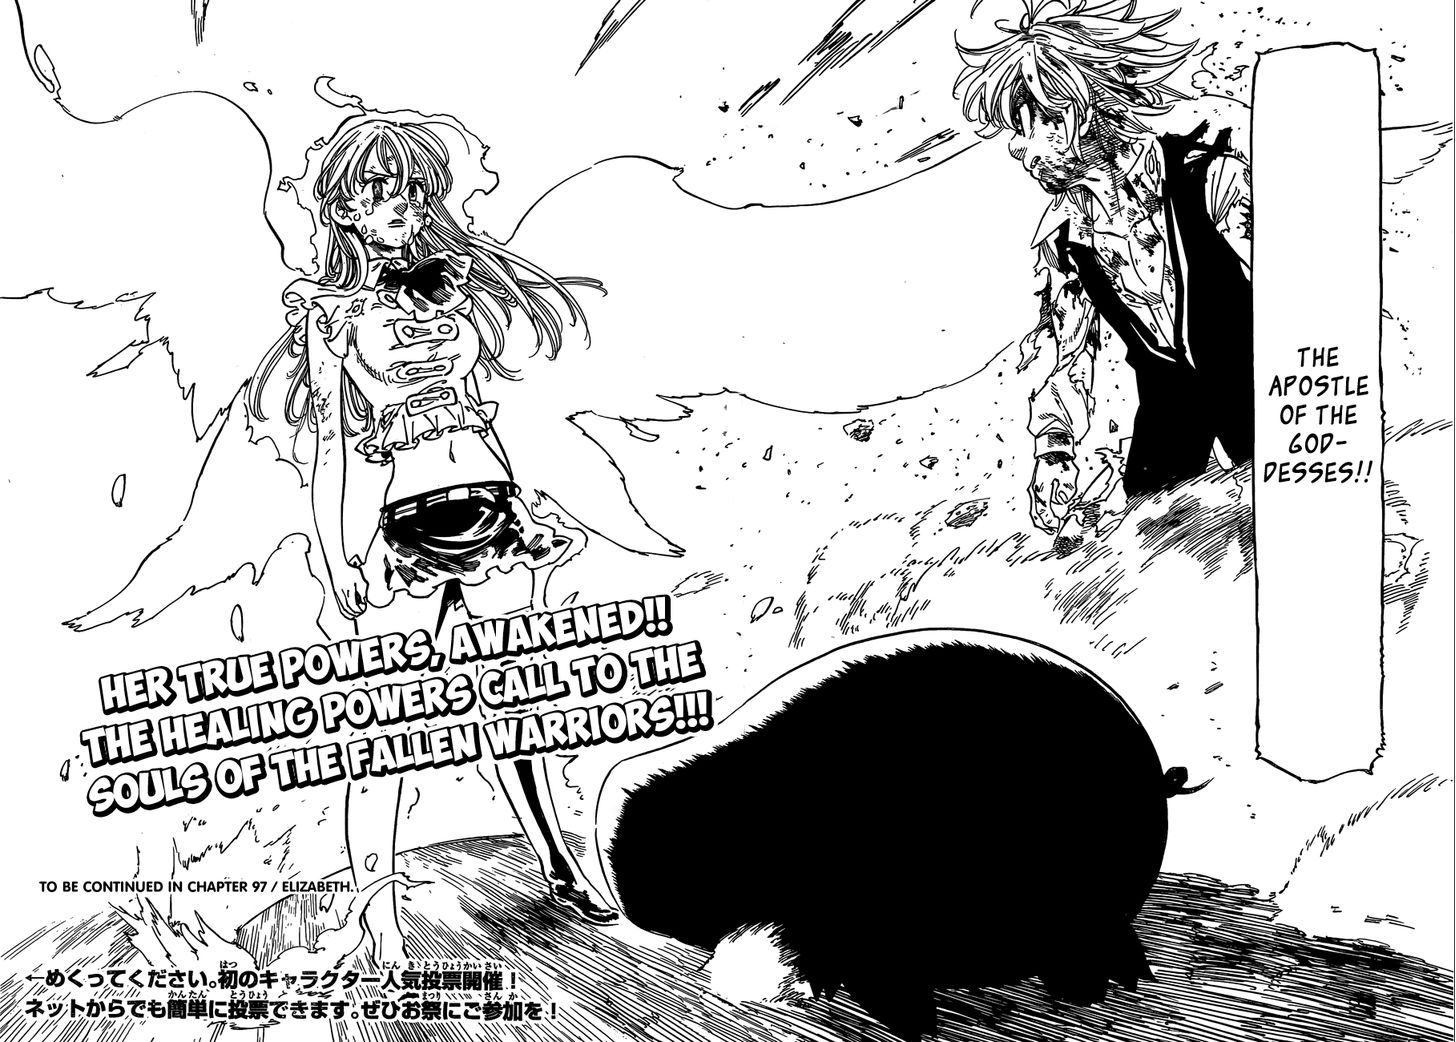 THE
APOSTLE
OF THE
GOD-
DESSES!!
HER TRUE POWERS, AWAKENED!!
THE HEALING POWERS CALL TO THE
SOULS OF THE FALLEN WARRIORS!!!
TO BE CONTINUED IN CHAPTER 97 / ELIZABETH.
←めくってください。初のキャラクター人気投票開催！
ネットからでも簡単に投票できます。ぜひお祭にご参加を！